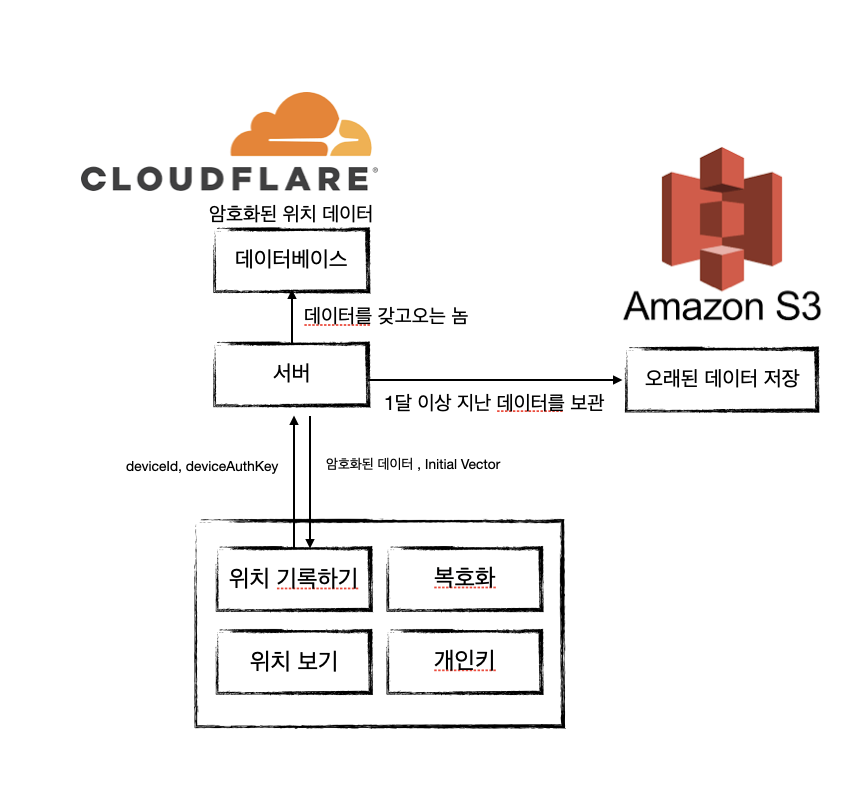 CLOUDFLARE®
암호화된 위치 데이터
데이터베이스
데이터를 갖고오는 놈
Amazon S3
서버
오래된 데이터 저장
1달 이상 지난 데이터를 보관
deviceId, deviceAuthKey
암호화된 데이터 , Initial Vector
위치 기록하기
복호화
위치 보기
개인키